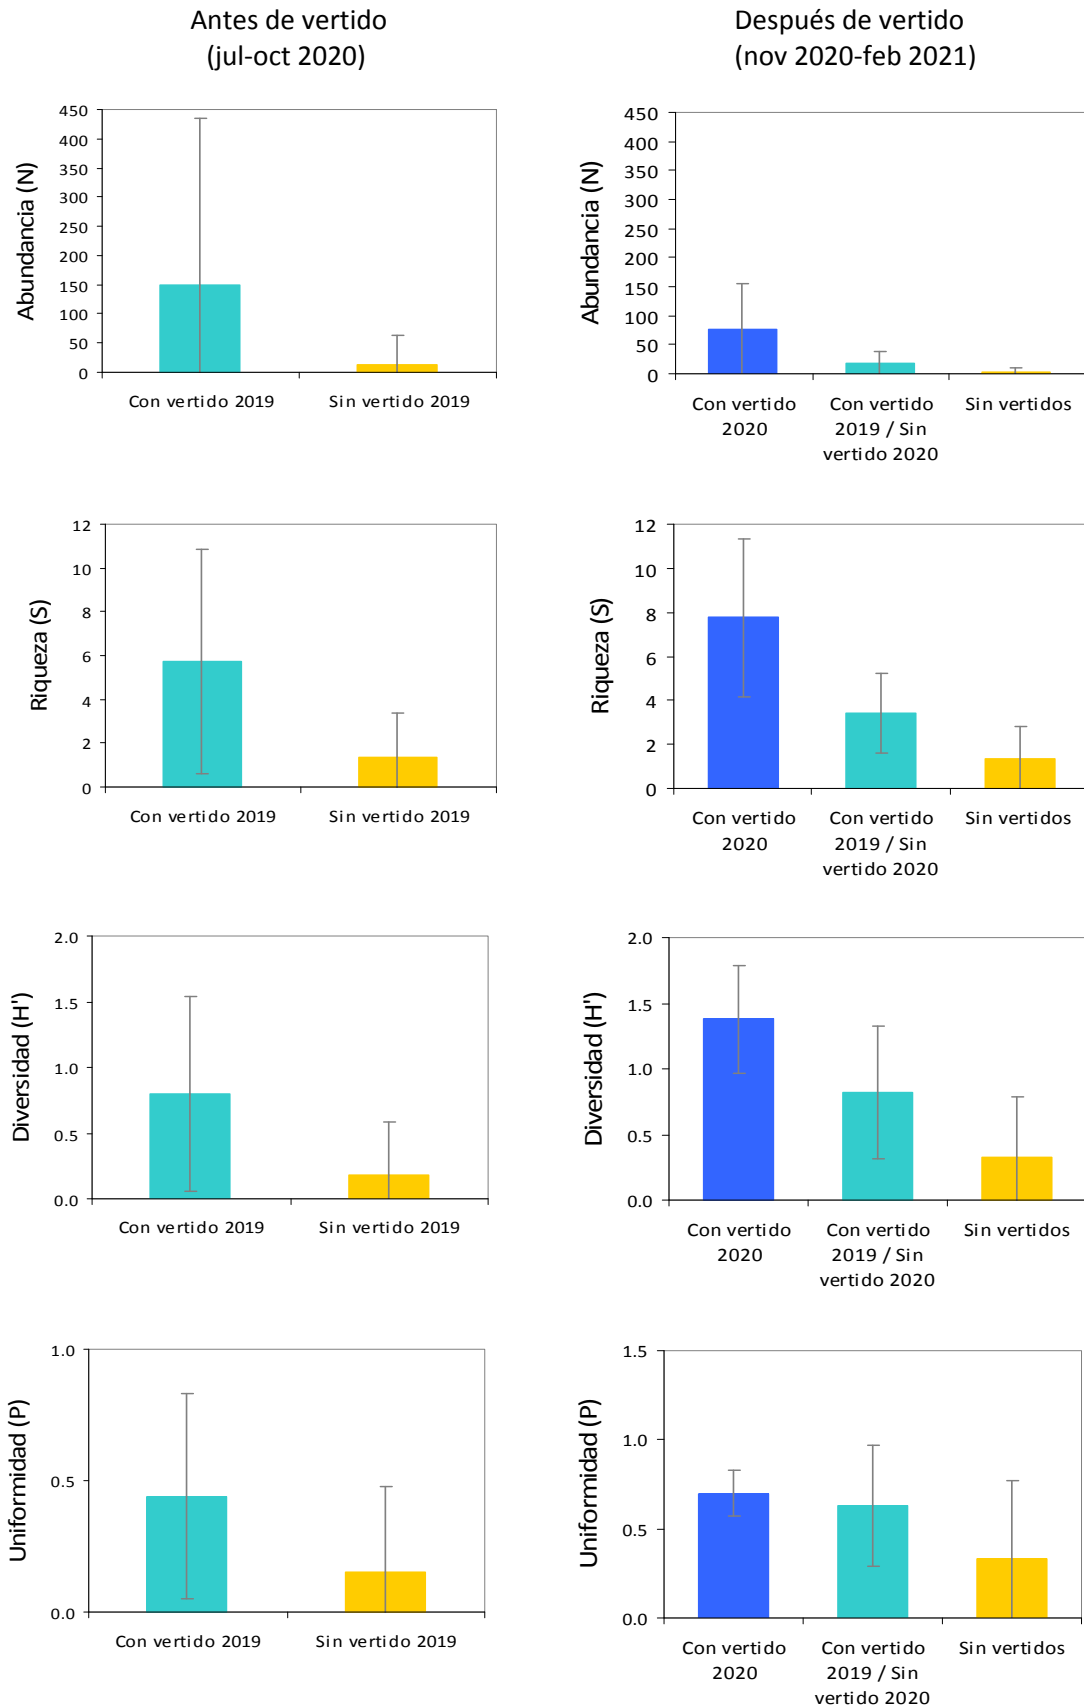 Antes de vertido
(jul-oct 2020)
Después de vertido
(nov 2020-feb 2021)
Abundancia (N)
450
400
350
300
250
200
150
100
50
0
Con vertido 2019
Sin vertido 2019
Abundancia (N)
450
400
350
300
250
200
150
100
50
0
Con vertido
2020
Con vertido
2019 / Sin
vertido 2020
Sin vertidos
Riqueza (S)
12
10
8
6
4
2
0
Con vertido 2019
Sin vertido 2019
Riqueza (S)
12
10
8
6
4
2
0
Con vertido
2020
Con vertido
2019 / Sin
vertido 2020
Sin vertidos
Diversidad (H')
2.0
1.5
1.0
0.5
0.0
Con vertido 2019
Sin vertido 2019
Diversidad (H')
2.0
1.5
1.0
0.5
0.0
Con vertido
2020
Con vertido
2019 / Sin
vertido 2020
Sin vertidos
Uniformidad (P)
1.0
0.5
0.0
Con vertido 2019
Sin vertido 2019
Uniformidad (P)
1.5
1.0
0.5
0.0
Con vertido
2020
Con vertido
2019 / Sin
vertido 2020
Sin vertidos